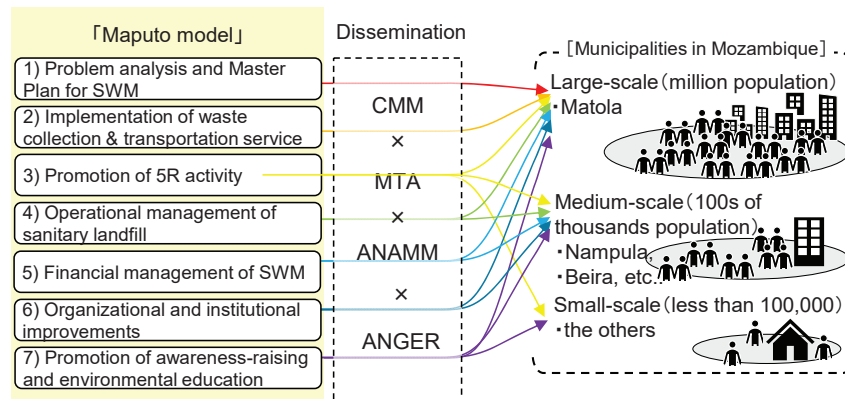 「Maputo model」
1) Problem analysis and Master
Plan for SWM
2) Implementation of waste
collection & transportation service
3) Promotion of 5R activity
4) Operational management of
sanitary landfill
5) Financial management of SWM
6) Organizational and institutional
improvements
7) Promotion of awareness-raising
and environmental education
Dissemination
CMM
×
MTA
×
ANAMM
×
ANGER
[Municipalities in Mozambique]
Large-scale(million population)
・Matola
Medium-scale(100s of
thousands population)
・Nampula,
・Beira, etc..
Small-scale(less than 100,000)
・the others